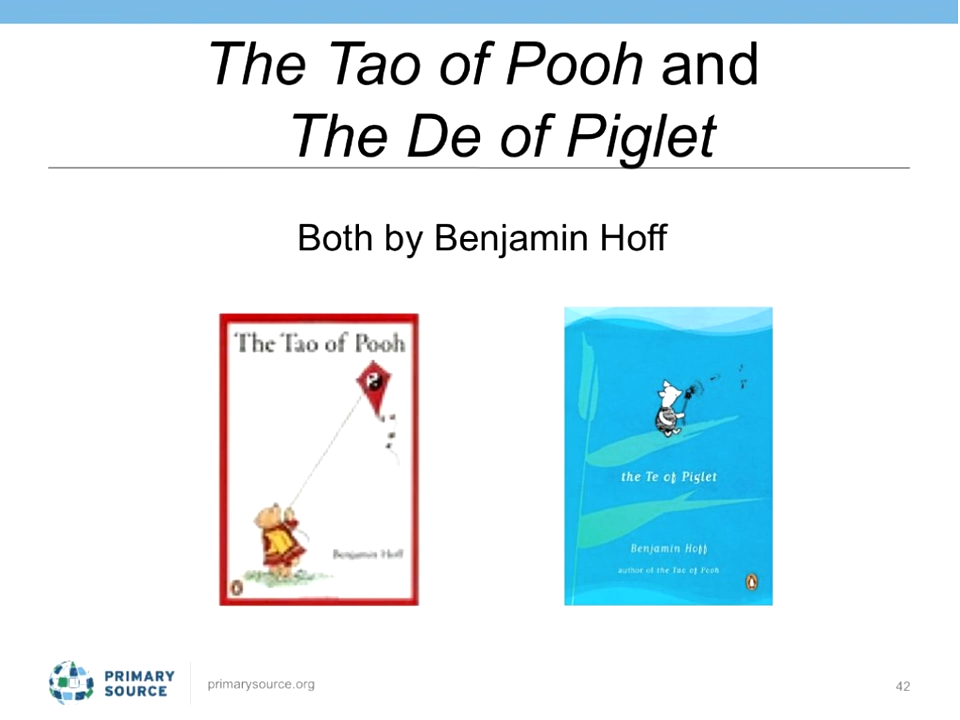 The Tao of Pooh and
The De of Piglet
Both by Benjamin Hoff
The Tao of Pooh
Benjamin Hoff
the Te of Piglet
Benjamin Hoff
author of the Tao of Pooh
PRIMARY
SOURCE
primarysource.org
42